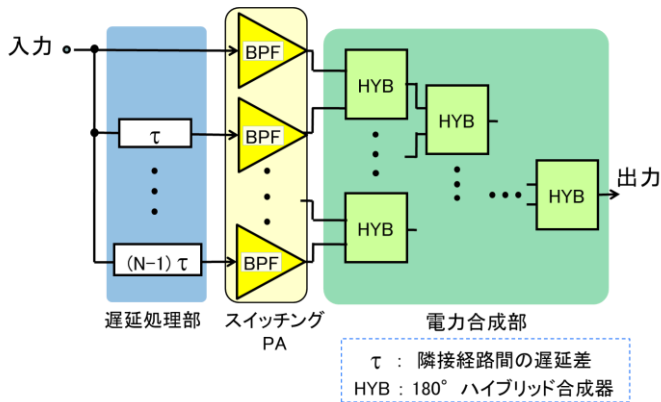 入力
BPF
HYB
τ
BPF
HYB
HYB
出力
(N-1) τ
BPF
HYB
遅延処理部
スイッチング
PA
電力合成部
τ : 隣接経路間の遅延差
HYB : 180° ハイブリッド合成器